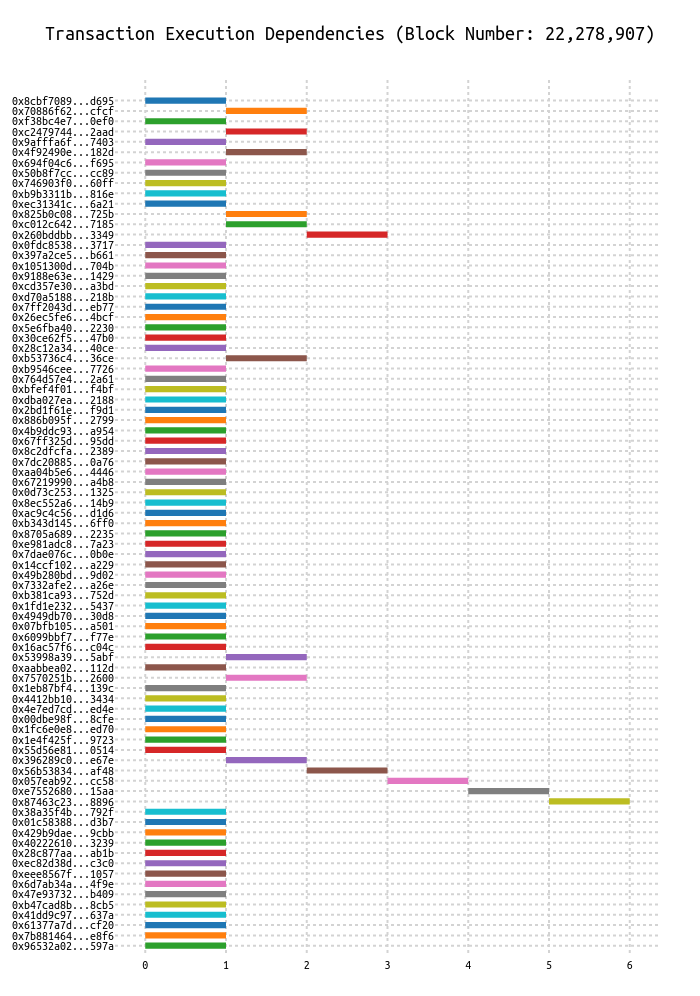 Transaction Execution Dependencies (Block Number: 22,278,907)
0x8cbf7089...d695
0x70886f62...cfcf
0xf38bc4e7...0ef0
0xc2479744...2aad
0x9afffa6f...7403
0x4f92490e...182d
0x694f04c6...f695
0x50b8f7cc...cc89
0x746903f0...60ff
0xb9b3311b...816e
0xec31341c...6a21
0x825b0c08...725b
0xc012c642...7185
0x260bddbb...3349
0x0fdc8538...3717
0x397a2ce5...b661
0x1051300d...704b
0x9188e63e...1429
0xcd357e30...a3bd
0xd70a5188...218b
0x7ff2043d...eb77
0x26ec5fe6...4bcf
0x5e6fba40...2230
0x30ce62f5...47b0
0x28c12a34...40ce
0xb53736c4...36ce
0xb9546cee...7726
0x764d57e4...2a61
0xbfef4f01...f4bf
0xdba027ea...2188
0x2bd1f61e...f9d1
0x886b095f...2799
0x4b9ddc93...a954
0x67ff325d...95dd
0x8c2dfcfa...2389
0x7dc20885...0a76
0xaa04b5e6...4446
0x67219990...a4b8
0x0d73c253...1325
0x8ec552a6...14b9
0xac9c4c56...d1d6
0xb343d145...6ff0
0x8705a689...2235
0xe981adc8...7a23
0x7dae076c...0b0e
0x14ccf102...a229
0x49b280bd...9d02
0x7332afe2...a26e
0xb381ca93...752d
0x1fd1e232...5437
0x4949db70...30d8
0x07bfb105...a501
0x6099bbf7...f77e
0x16ac57f6...c04c
0x53998a39...5abf
0xaabbea02...112d
0x7570251b...2600
0x1eb87bf4...139c
0x4412bb10...3434
0x4e7ed7cd...ed4e
0x00dbe98f...8cfe
0x1fc6e0e8...ed70
0x1e4f425f...9723
0x55d56e81...0514
0x396289c0...e67e
0x56b53834...af48
0x057eab92...cc58
0xe7552680...15aa
0x87463c23...8896
0x38a35f4b...792f
0x01c58388...d3b7
0x429b9dae...9cbb
0x40222610...3239
0x28c877aa...ab1b
0xec82d38d...c3c0
0xeee8567f...1057
0x6d7ab34a...4f9e
0x47e93732...b409
0xb47cad8b...8cb5
0x41dd9c97...637a
0x61377a7d...cf20
0x7b881464...e8f6
0x96532a02...597a
0 1 2 3 4 5 6